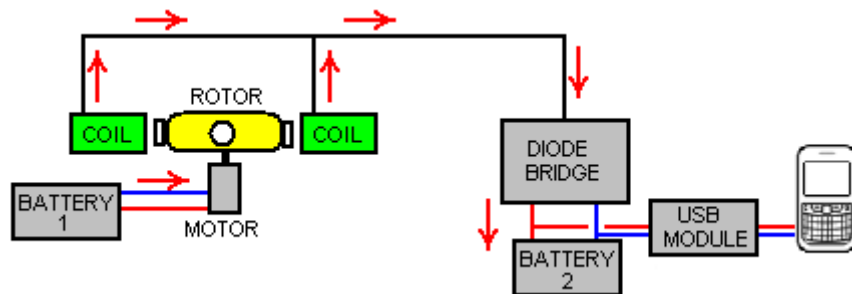 ROTOR
COIL
COIL
DIODE
BRIDGE
BATTERY
1
MOTOR
USB
MODULE
BATTERY
2